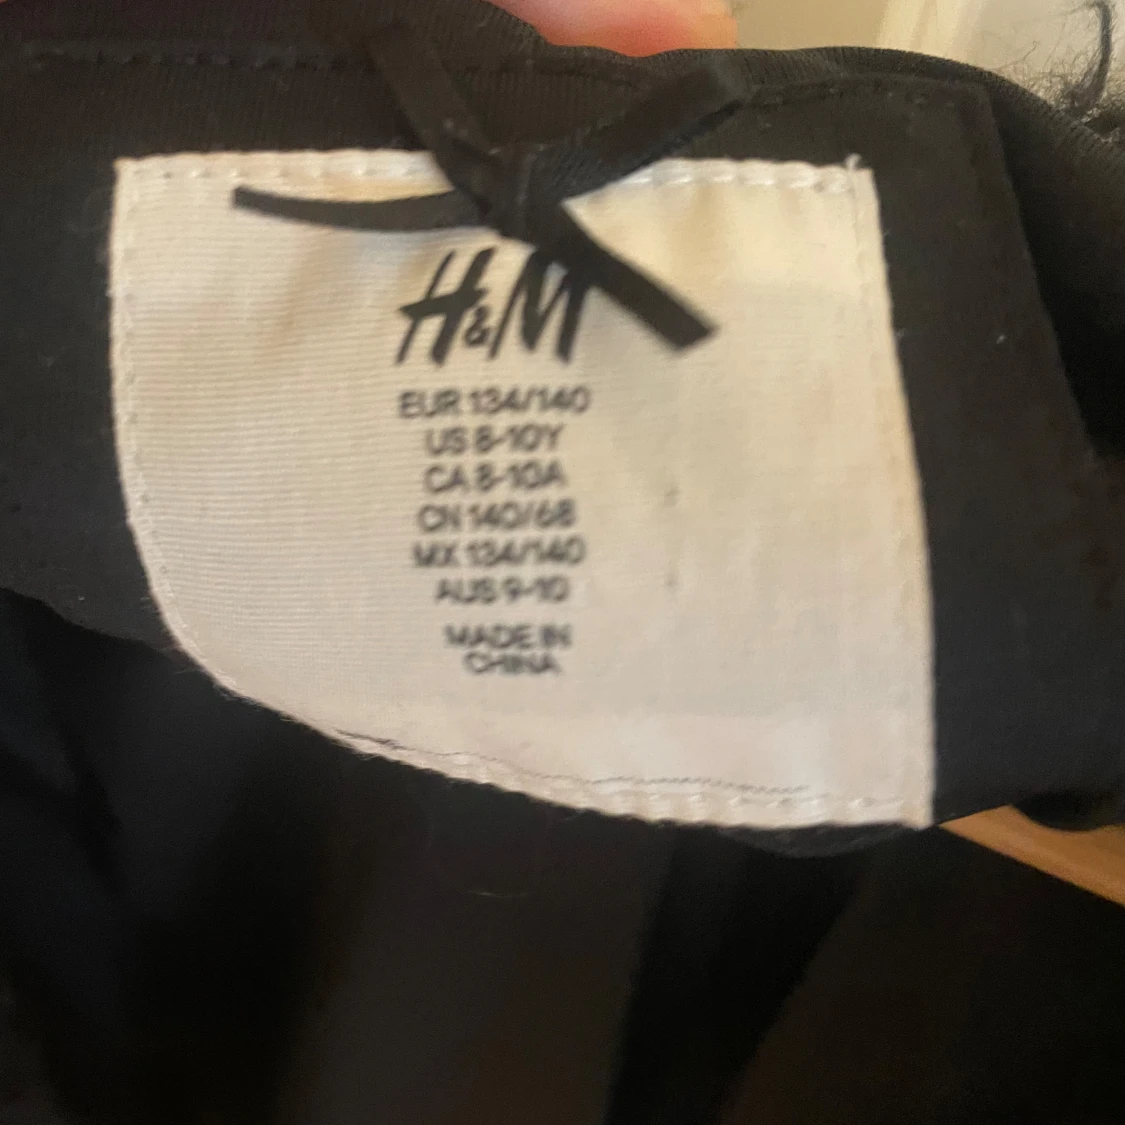 H&M
EUR 134/140
US 8-10Y
CA 8-10A
CN 140/68
MX 134/140
AUS 9-10
MADE IN
CHINA